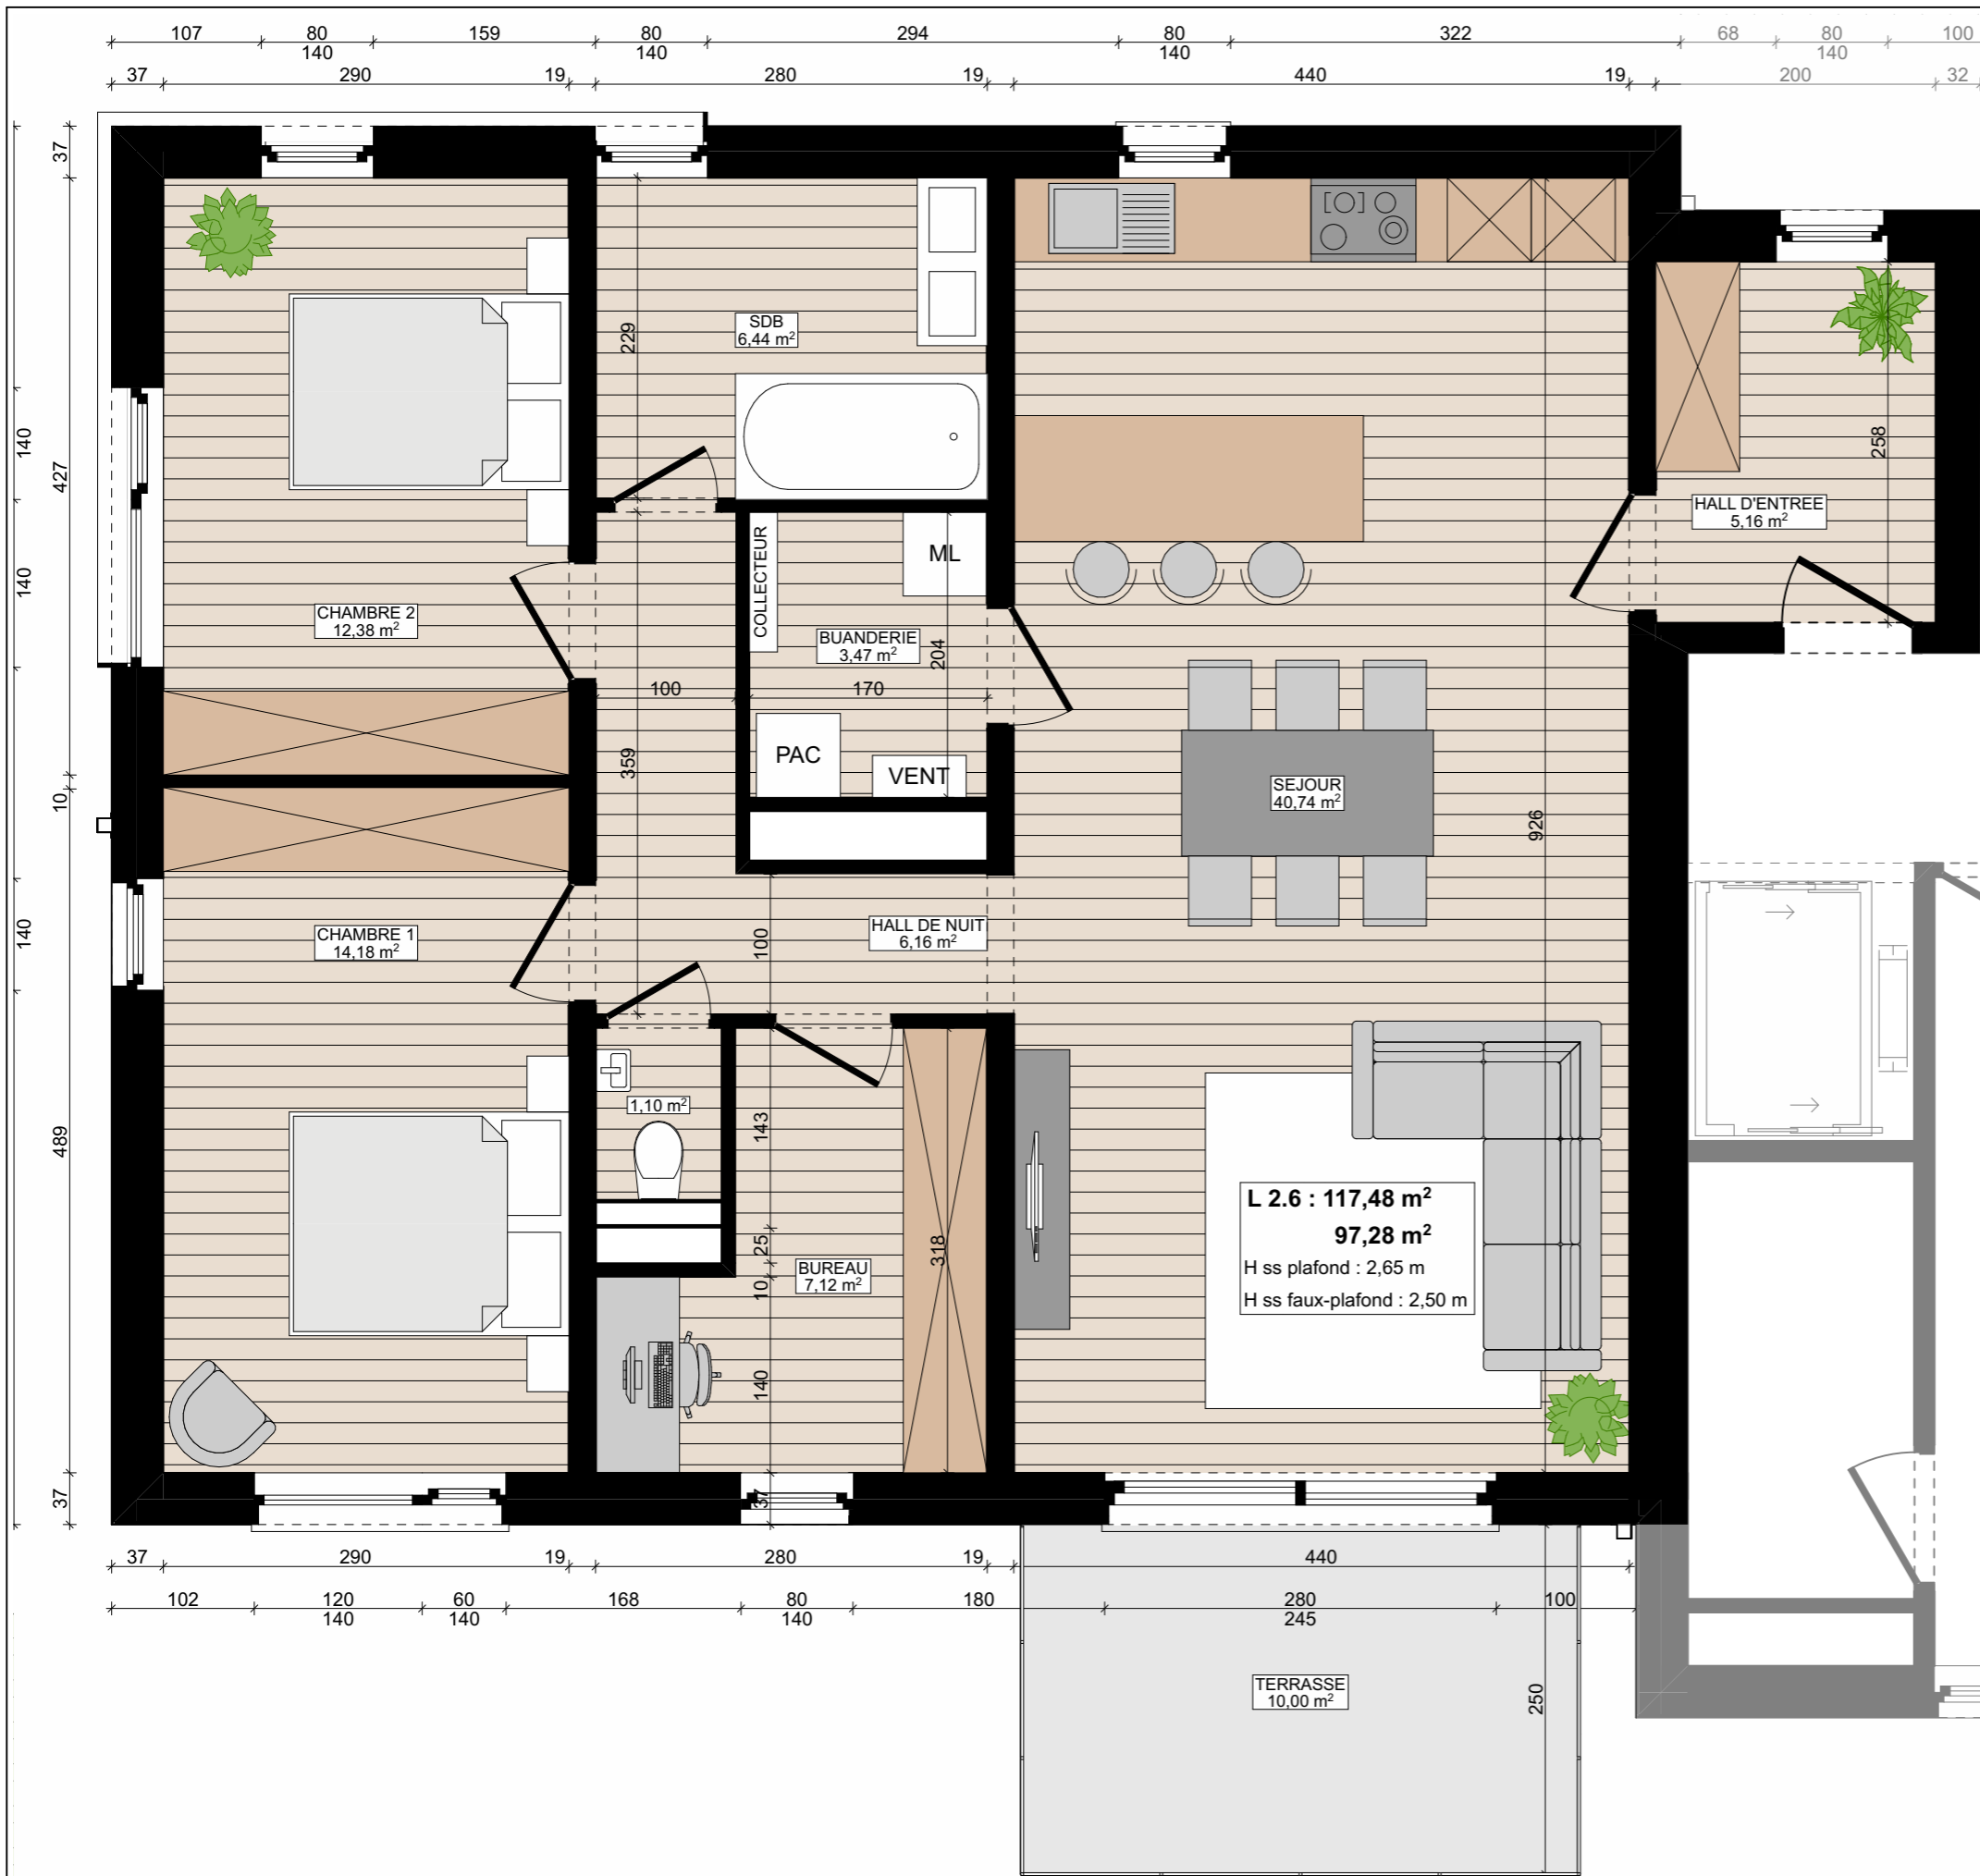 107 80 159 80 294 80 322 68 80 100
140 140 140 140
37 290 19 280 19 440 19 200 32
37
427
10
489
37
140
140
140
229
SDB
6,44 m²
258
HALL D'ENTREE
5,16 m²
COLLECTEUR
ML
CHAMBRE 2
12,38 m²
BUANDERIE
3,47 m²
204
100 170
359
PAC
VENT
SEJOUR
40,74 m²
926
CHAMBRE 1
14,18 m²
100
HALL DE NUIT
6,16 m²
1,10 m²
143
25
10
140
37
318
BUREAU
7,12 m²
L 2.6 : 117,48 m²
97,28 m²
H ss plafond : 2,65 m
H ss faux-plafond : 2,50 m
37 290 19 280 19 440
102 120 60 168 80 180 280 100
140 140 140 245
TERRASSE
10,00 m²
250